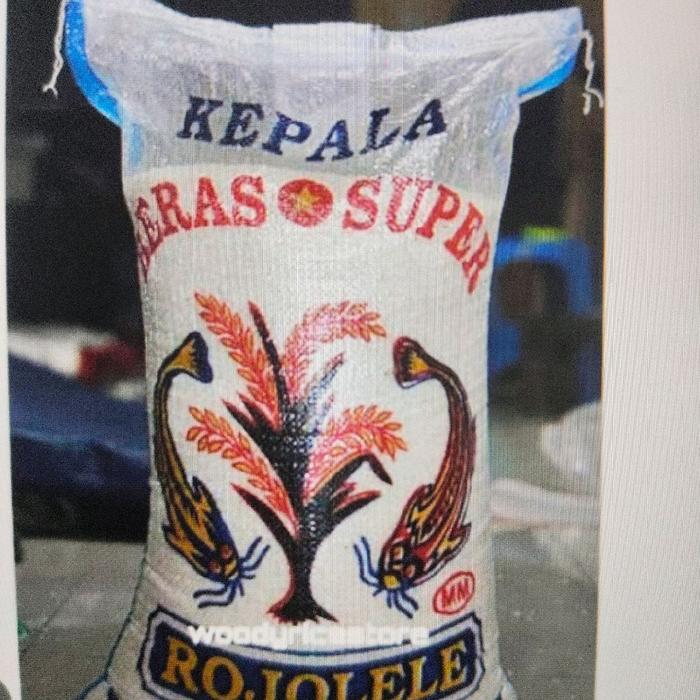 KEPALA
BERAS SUPER
MM
woodyricestore
ROJOLELE